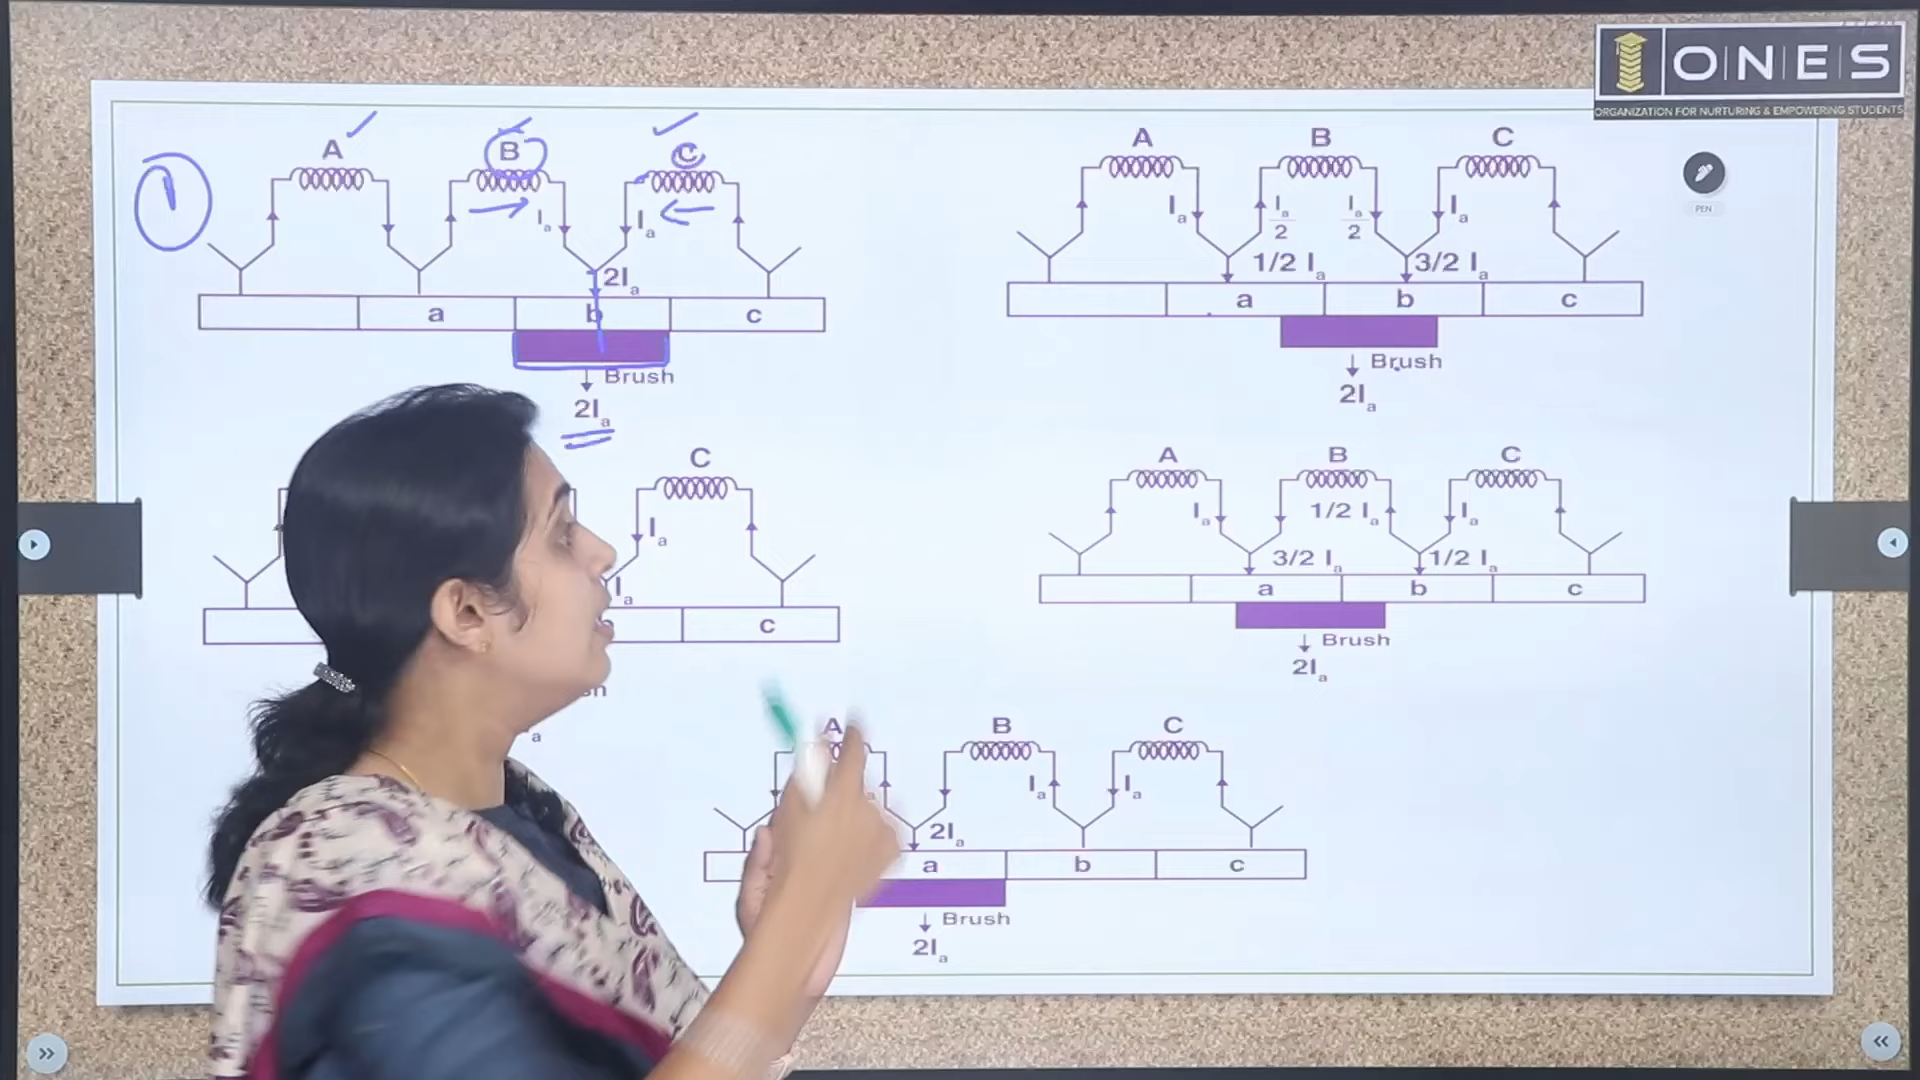 O|N|E|S
ORGANIZATION FOR NURTURING & EMPOWERING STUDENTS
PEN
1
A B C
Ia Ia
2Ia
a b c
Brush
2Ia
A B C
Ia Ia/2 Ia/2 Ia
1/2 Ia 3/2 Ia
a b c
Brush
2Ia
C
Ia
Ia
c
A B C
Ia 1/2 Ia Ia
3/2 Ia 1/2 Ia
a b c
Brush
2Ia
A B C
Ia Ia
2Ia
a b c
Brush
2Ia